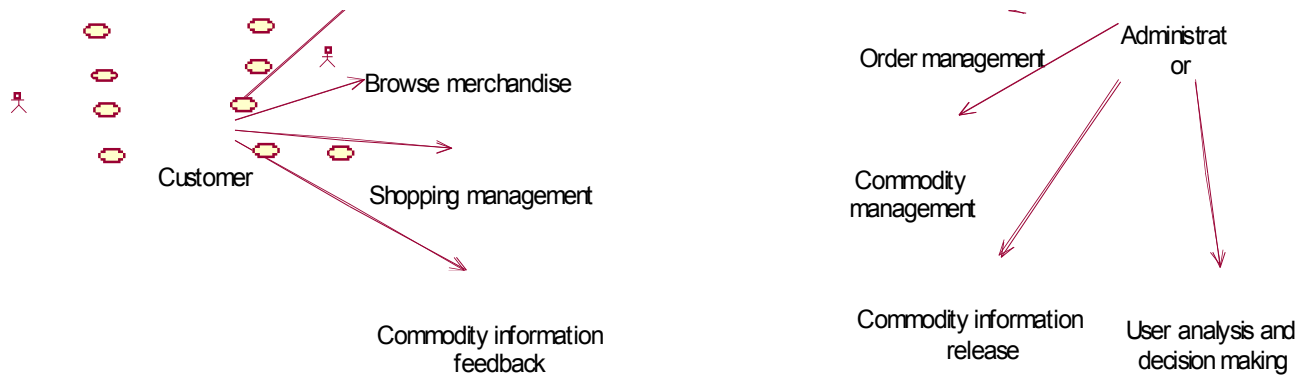 Browse merchandise
Customer
Shopping management
Commodity information
feedback
Order management
Administrat
or
Commodity
management
Commodity information
release
User analysis and
decision making